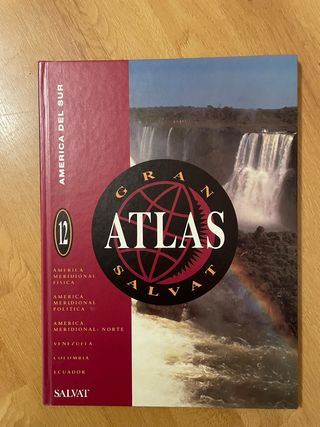 AMERICA DEL SUR
GRAN
ATLAS
SALVAT
12
AMERICA
MERIDIONAL
FISICA
AMERICA
MERIDIONAL
POLITICA
AMERICA
MERIDIONAL: NORTE
VENEZUELA
COLOMBIA
ECUADOR
SALVAT